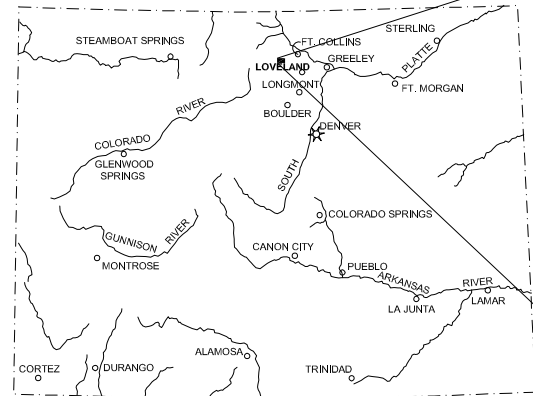 STERLING
STEAMBOAT SPRINGS
FT. COLLINS
GREELEY
PLATTE
LOVELAND
LONGMONT
FT. MORGAN
RIVER
BOULDER
DENVER
COLORADO
GLENWOOD
SPRINGS
SOUTH
COLORADO SPRINGS
GUNNISON
RIVER
CANON CITY
MONTROSE
PUEBLO
ARKANSAS
RIVER
LA JUNTA
LAMAR
ALAMOSA
CORTEZ
DURANGO
TRINIDAD